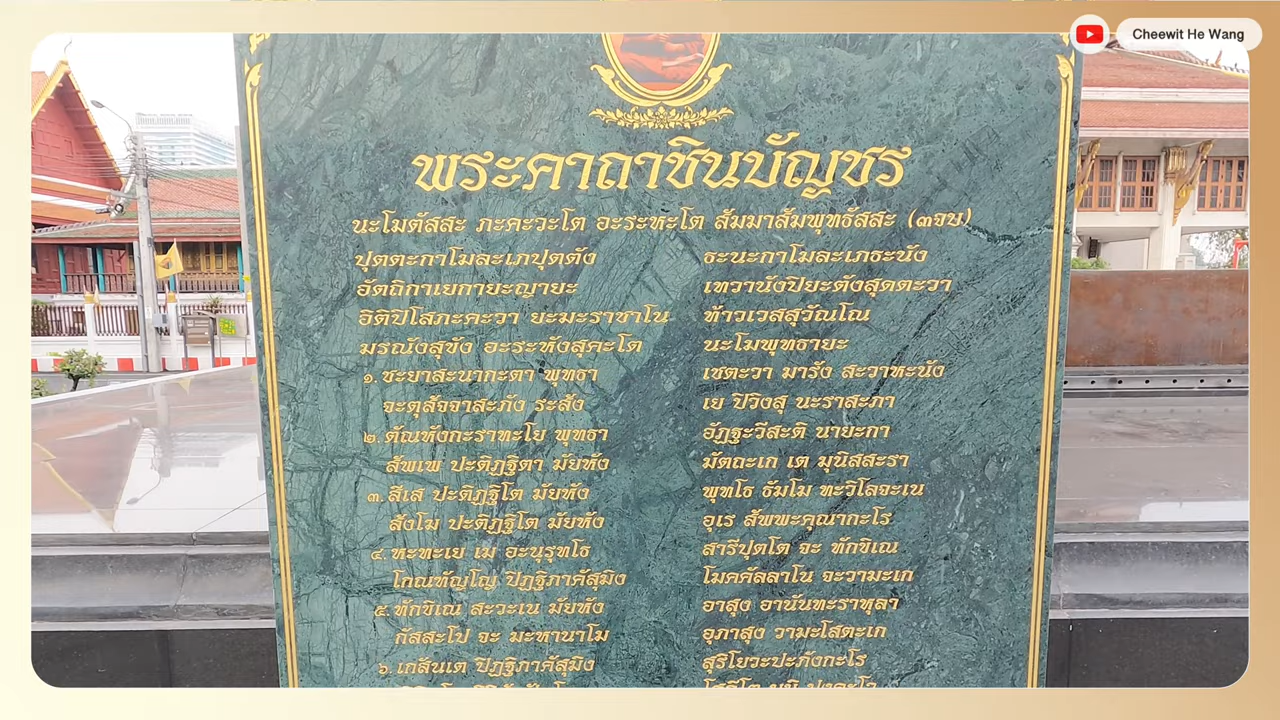 Cheewit He Wang
พระคาถาชินบัญชร
นะโมตัสสะ ภะคะวะโต อะระหะโต สัมมาสัมพุทธัสสะ (๓จบ)
ปุตตะกาโมละเภปุตตัง ธะนะกาโมละเภธะนัง
อัตถิกาเยกายะญายะ เทวานังปิยะตังสุตตะวา
อิติปิโสภะคะวา ยะมะราชาโน ท้าวเวสสุวัณโณ
มรณังสุขัง อะระหังสุคะโต นะโมพุทธายะ
๑. ชะยาสะนากะตา พุทธา เชตะวา มารัง สะวาหะนัง
จะตุสัจจาสะภัง ระสัง เย ปิวิงสุ นะราสะภา
๒. ตัณหังกะราทะโย พุทธา อัฏฐะวีสะติ นายะกา
สัพเพ ปะติฏฐิตา มัยหัง มัตถะเก เต มุนิสสะรา
๓. สีเส ปะติฏฐิโต มัยหัง พุทโธ ธัมโม ทะวิโลจะเน
สังโฆ ปะติฏฐิโต มัยหัง อุเร สัพพะคุณากะโร
๔. หะทะเย เม อะนุรุทโธ สารีปุตโต จะ ทักขิเณ
โกณทัญโญ ปิฏฐิภาคัสุมิง โมคคัลลาโน จะวามะเก
๕. ทักขิเณ สะวะเน มัยหัง อาสุง อานันทะราหุลา
กัสสะโป จะ มะหานาโม อุภาสุง วามะโสตะเก
๖. เกสันเต ปิฏฐิภาคัสุมิง สุริโยวะปะภังกะโร